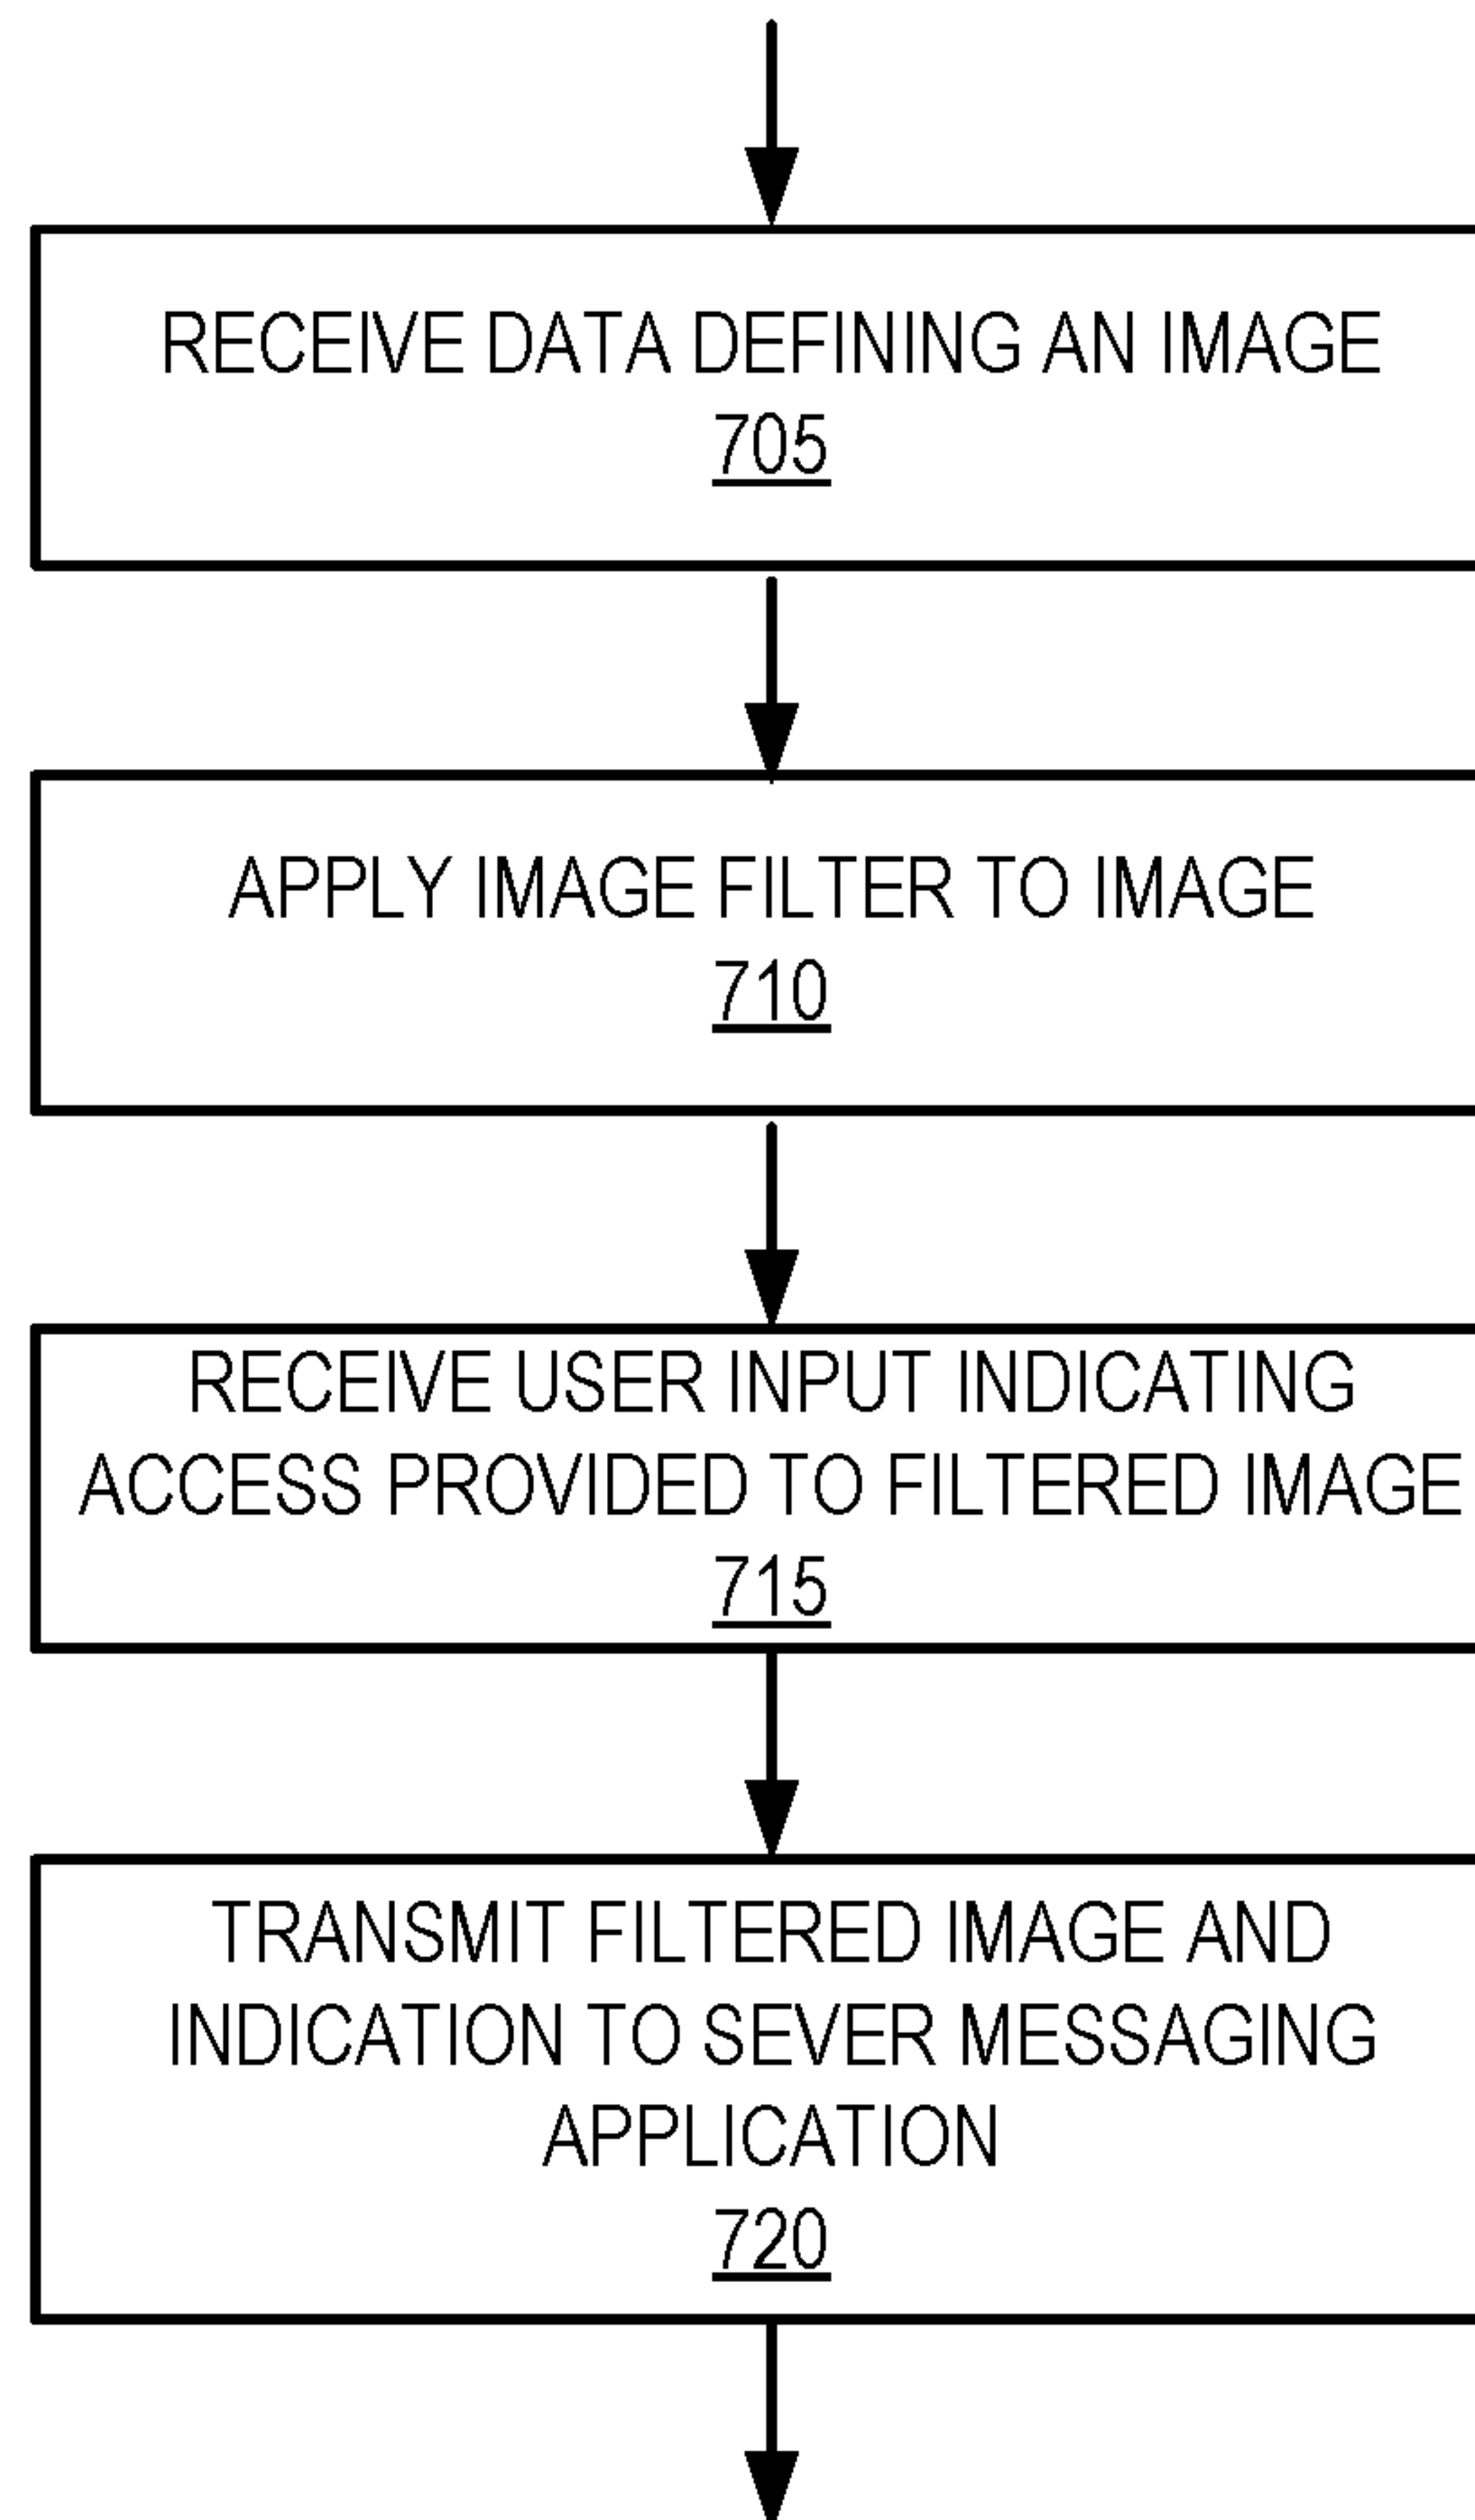 RECEIVE DATA DEFINING AN IMAGE
705
APPLY IMAGE FILTER TO IMAGE
710
RECEIVE USER INPUT INDICATING
ACCESS PROVIDED TO FILTERED IMAGE
715
TRANSMIT FILTERED IMAGE AND
INDICATION TO SEVER MESSAGING
APPLICATION
720